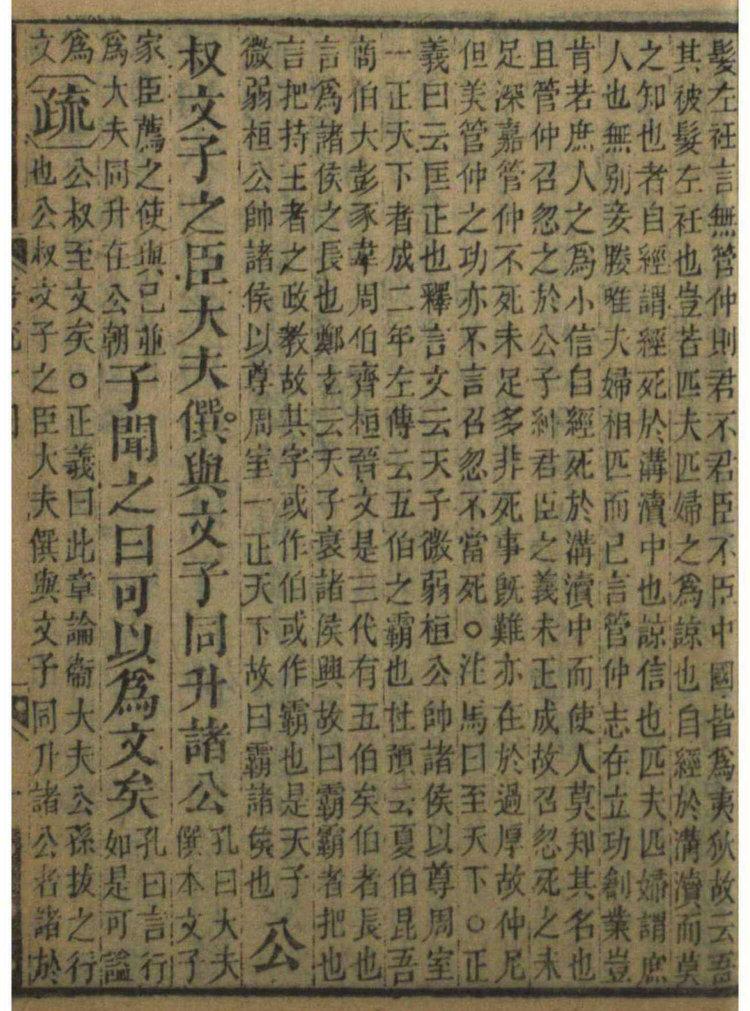 髮左衽言無管仲則君不君臣不臣中國皆爲夷狄故云吾
其被髮左衽也豈若匹夫匹婦之爲諒也自經於溝瀆而莫
之知也者自經謂經死於溝瀆中也諒信也匹夫匹婦謂庶
人也無別妾媵唯夫婦相匹而已言管仲志在立功創業豈
肯若庶人之爲小信自經死於溝瀆中而使人莫知其名也
且管仲召忽之於公子糾君臣之義未正成故召忽死之未
足深嘉管仲不死未足多非死事旣難亦在於過厚故仲尼
但美管仲之功亦不言召忽不當死○注馬曰至天下○正
義曰云匡正也釋言文云天子微弱桓公帥諸侯以尊周室
一正天下者成二年左傳云五伯之霸也杜預云夏伯昆吾
商伯大彭豕韋周伯齊桓晉文是三代有五伯矣伯者長也
言爲諸侯之長也鄭玄云天子衰諸侯興故曰霸霸者把也
言把持王者之政教故其字或作伯或作霸也是天子
微弱桓公帥諸侯以尊周室一正天下故曰霸諸侯也
公
叔文子之臣大夫僎與文子同升諸公
孔曰大夫
僎本文子
家臣薦之使與己並
爲大夫同升在公朝
子聞之曰可以爲文矣
孔曰言行
如是可謚
爲
文
疏
公叔至文矣○正義曰此章論衞大夫公孫拔之行
也公叔文子之臣大夫僎與文子同升諸公者諸於